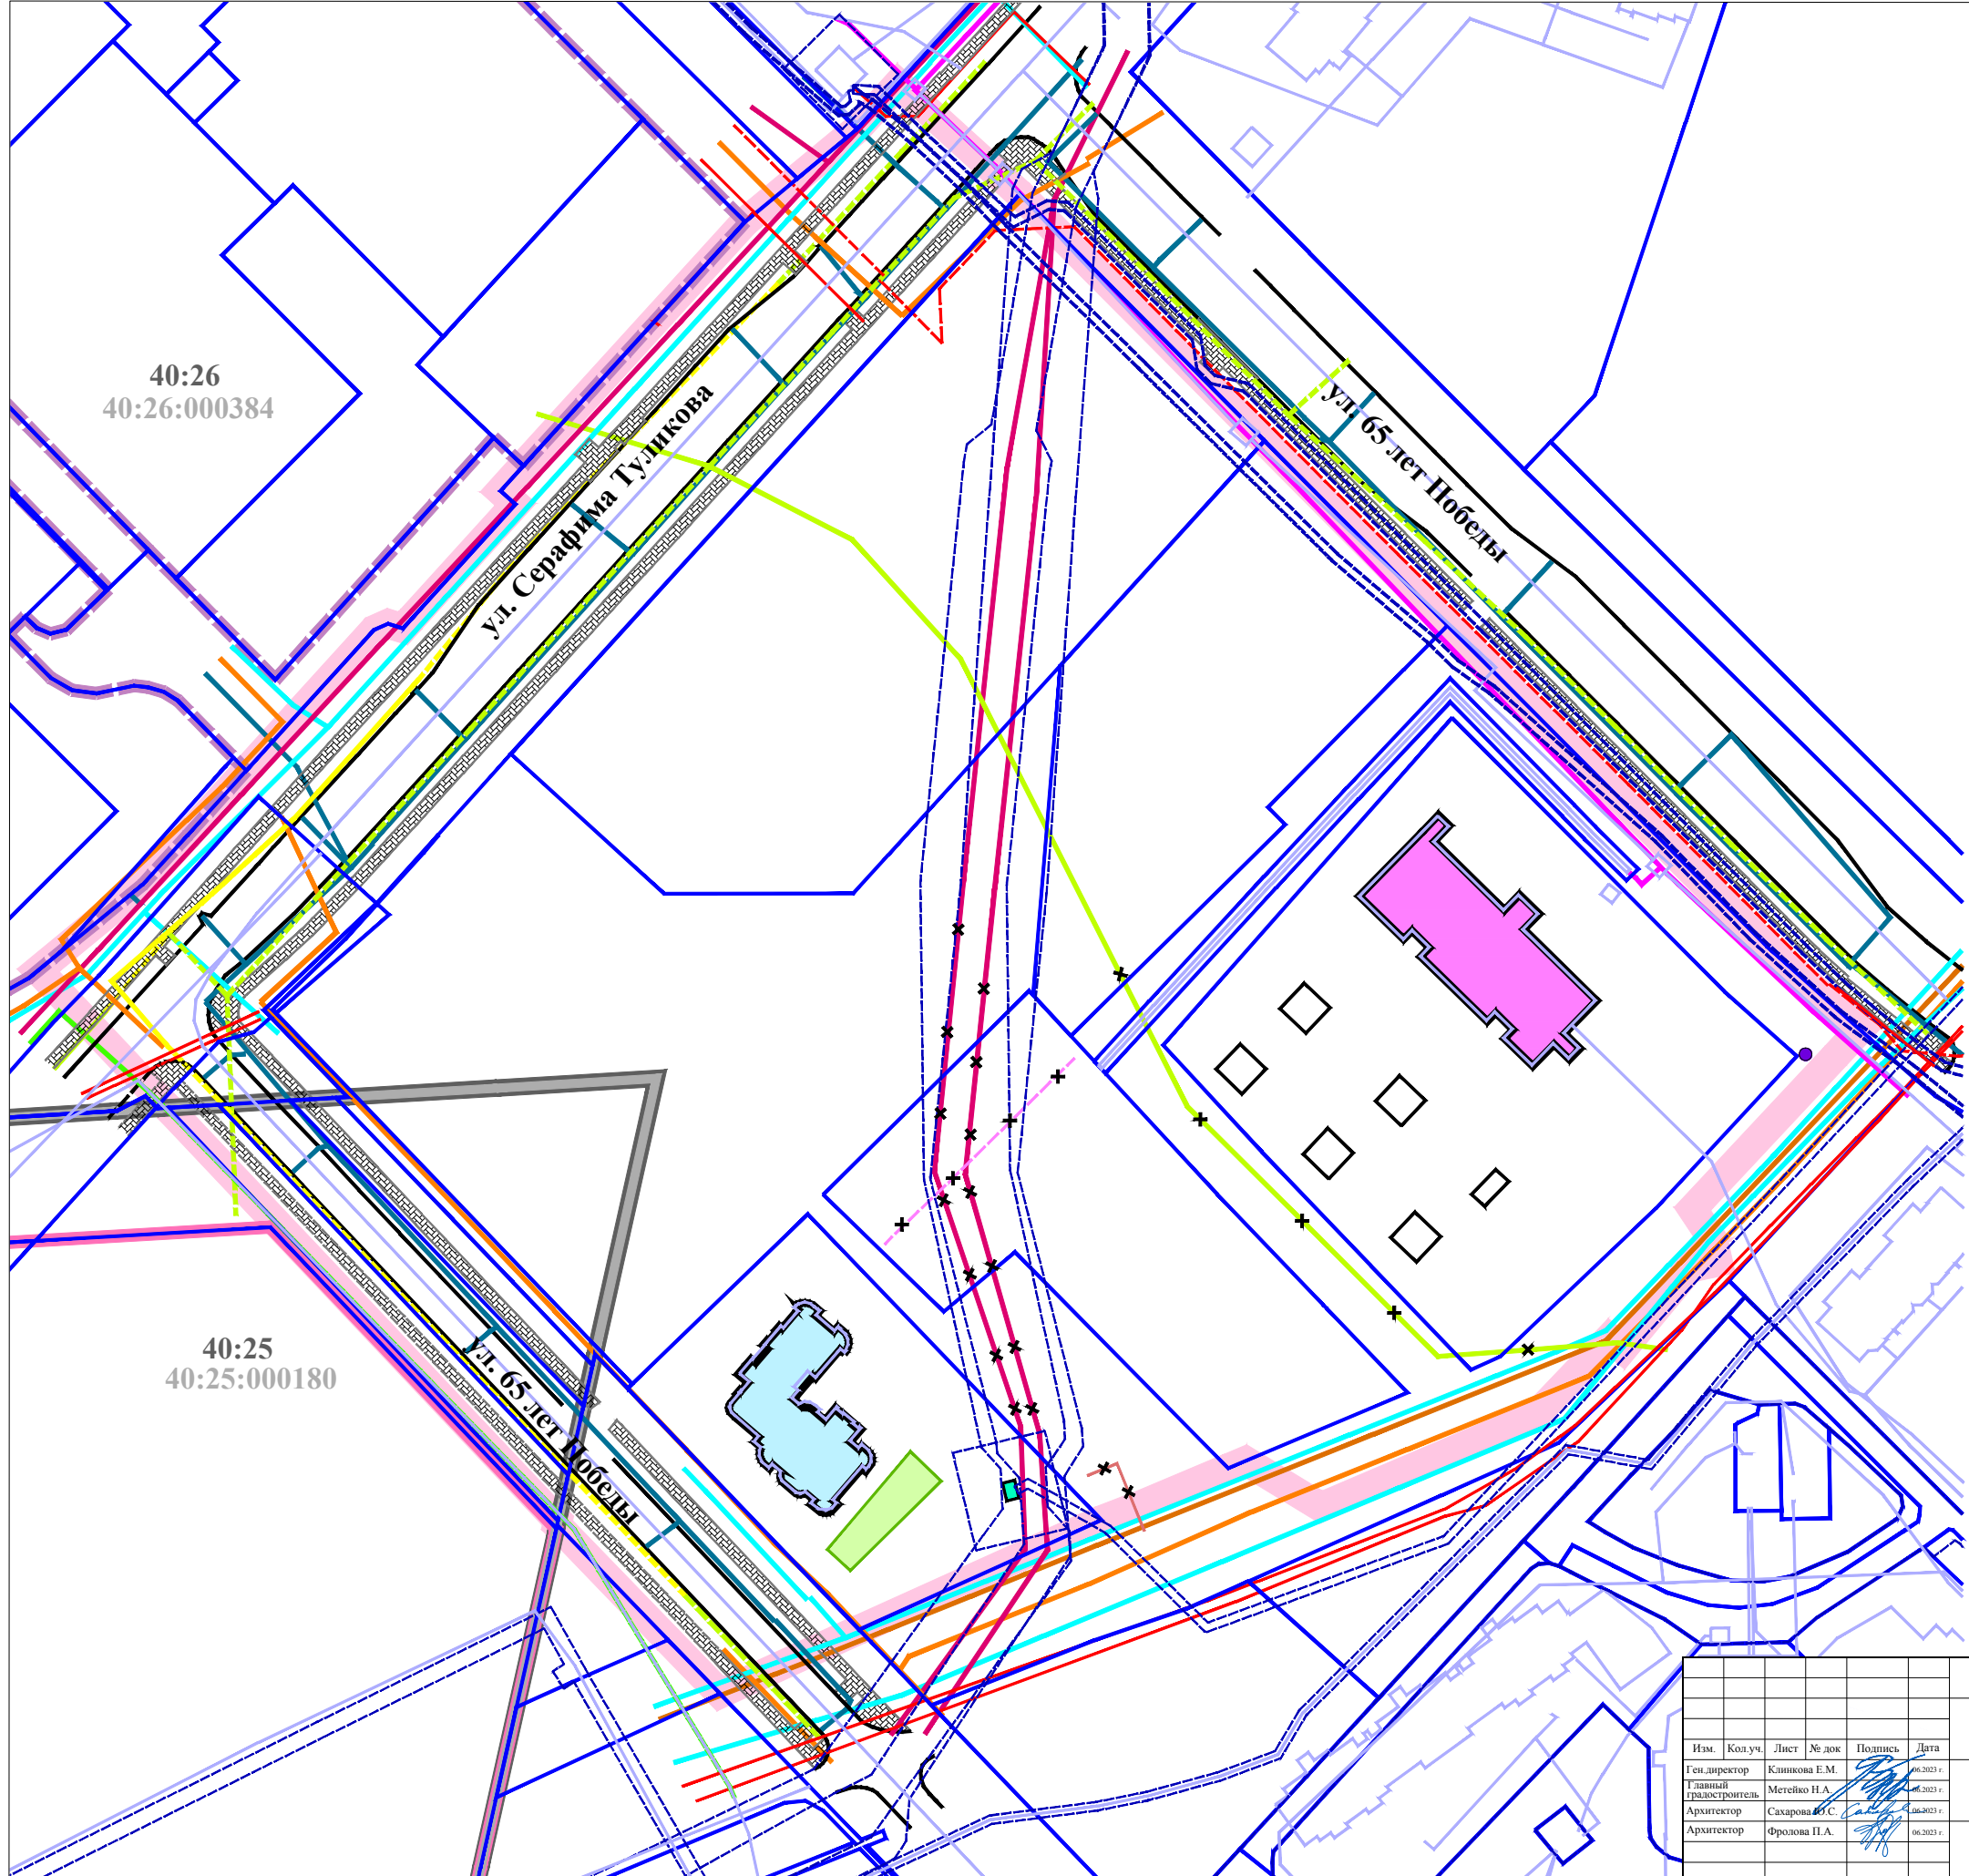 40:26
40:26:000384
ул. Серафима Туликова
ул. 65 лет Победы
40:25
40:25:000180
ул. 65 лет Победы
Изм. Кол.уч. Лист № док Подпись Дата
Ген.директор Клинкова Е.М. 06.2023 г.
Главный градостроитель Метейко Н.А. 06.2023 г.
Архитектор Сахарова Ю.С. 06.2023 г.
Архитектор Фролова П.А. 06.2023 г.